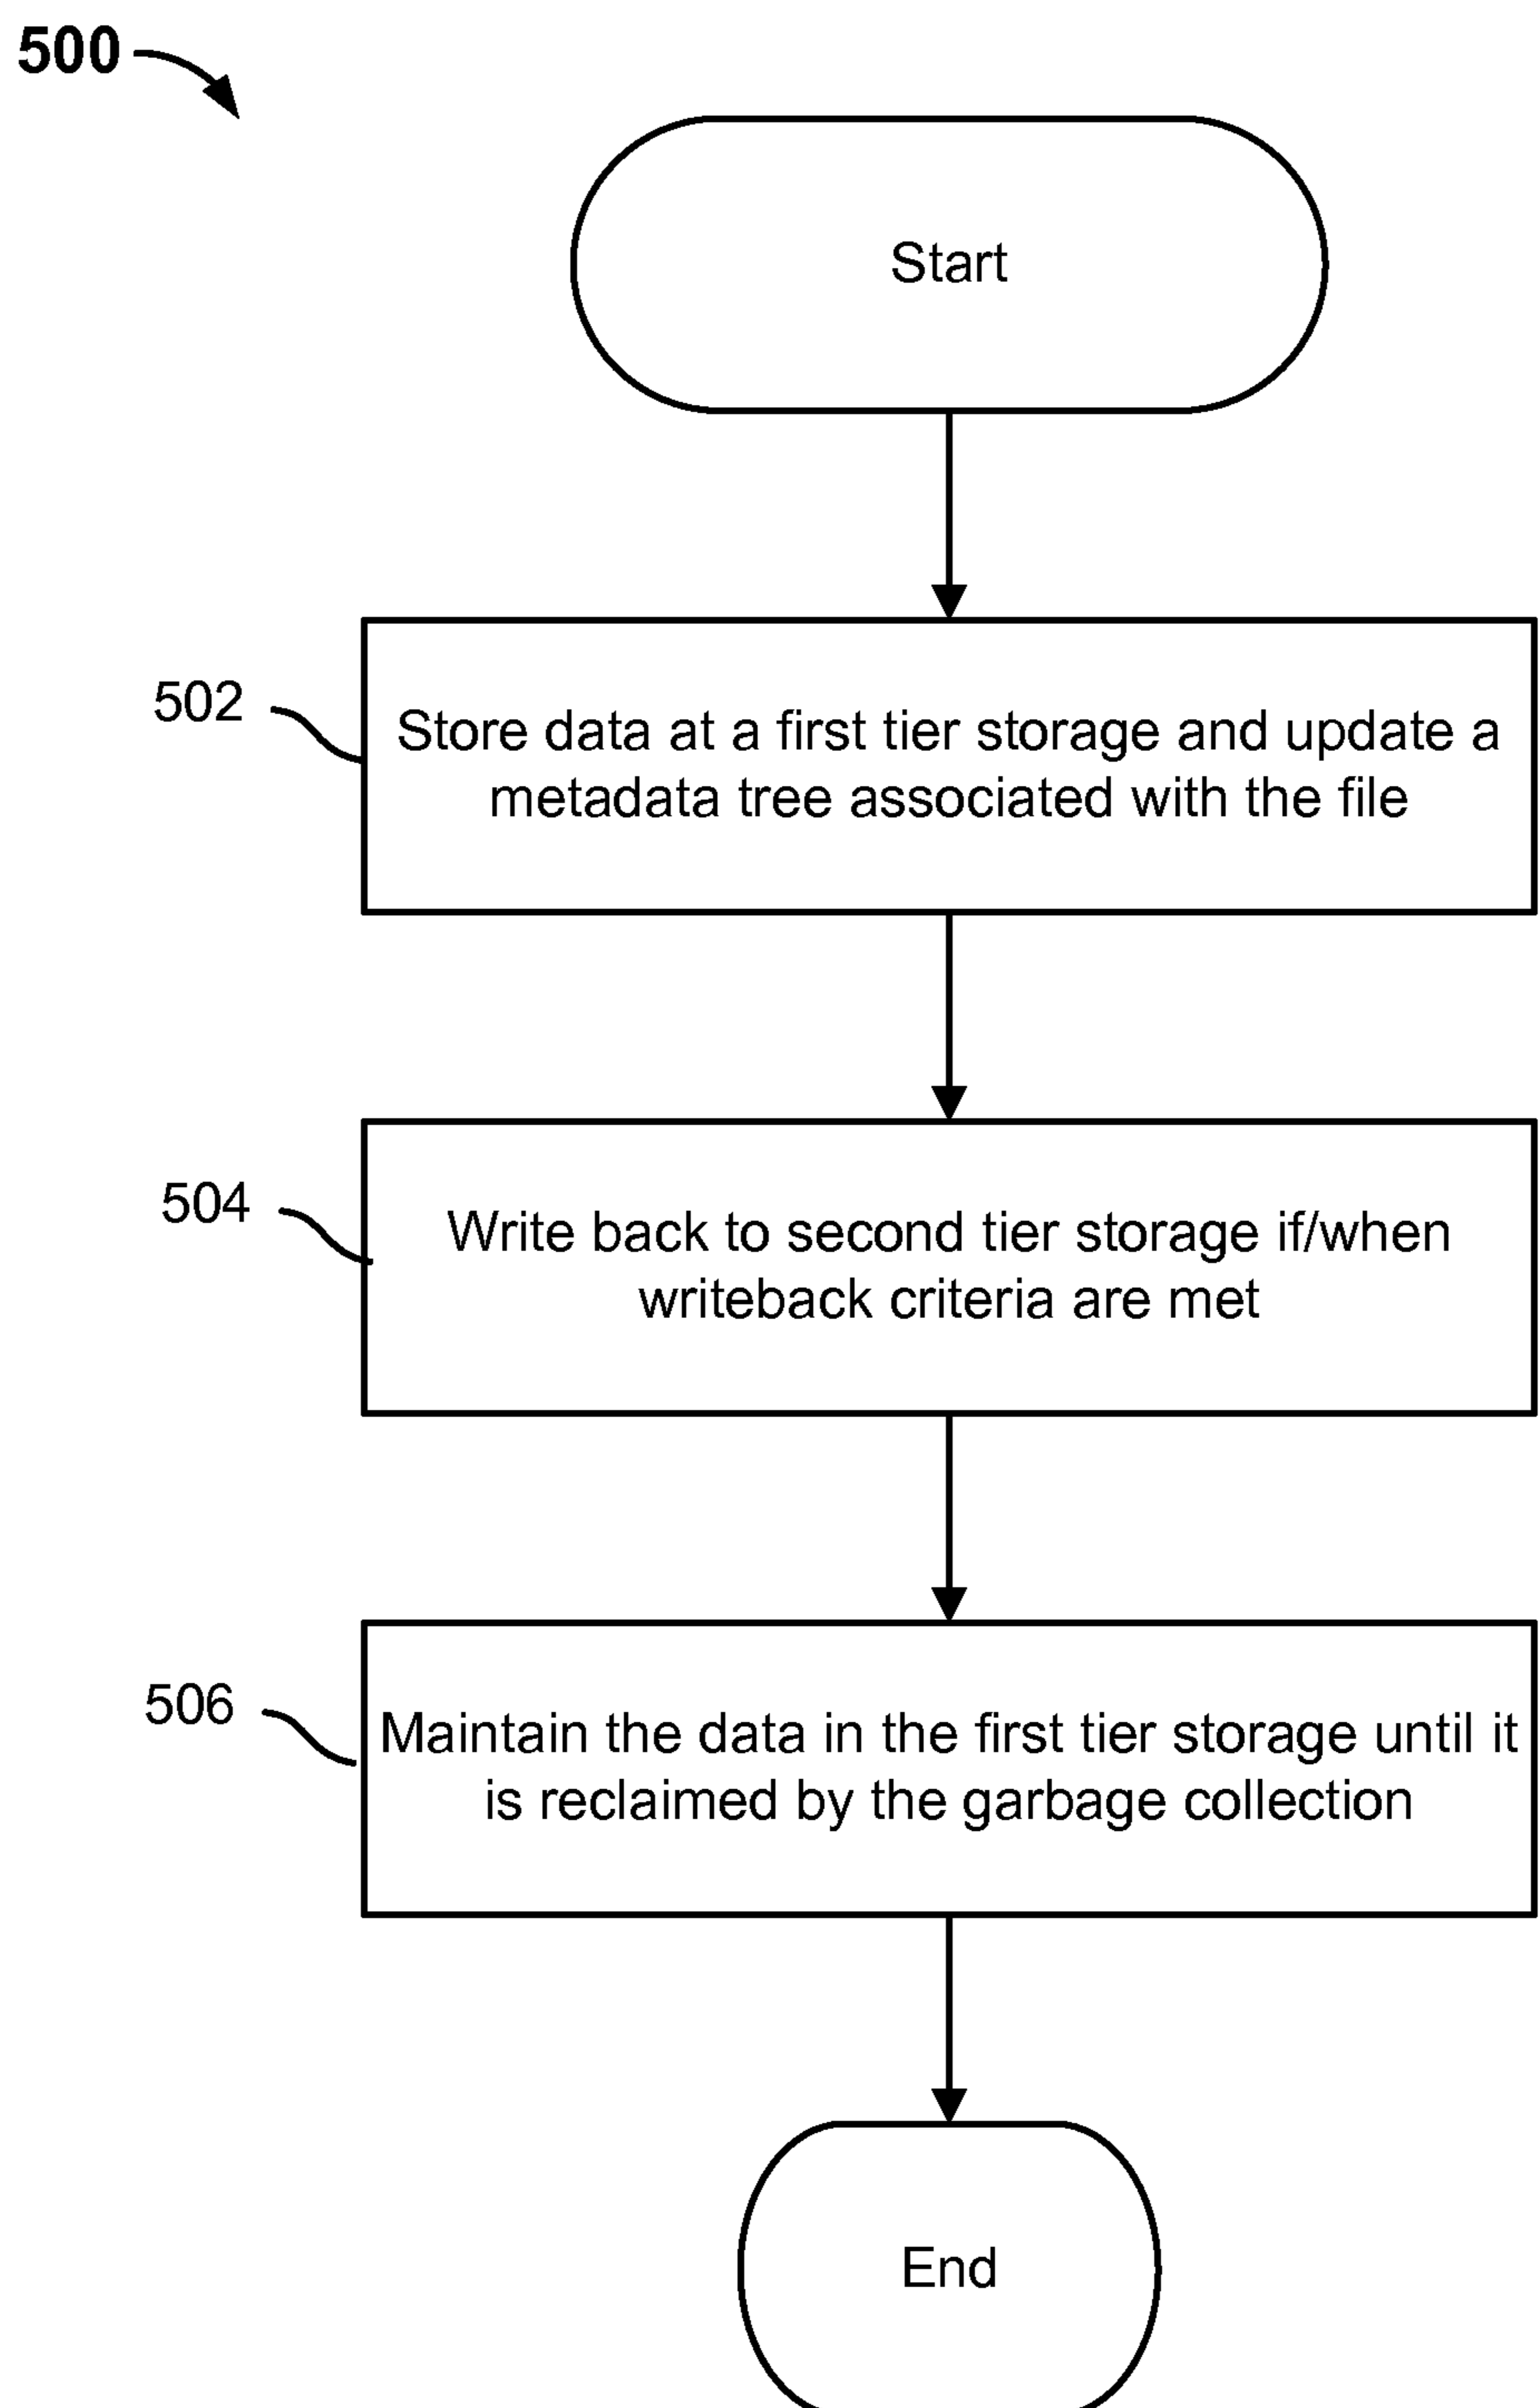 500
Start
502
Store data at a first tier storage and update a
metadata tree associated with the file
504
Write back to second tier storage if/when
writeback criteria are met
506
Maintain the data in the first tier storage until it
is reclaimed by the garbage collection
End